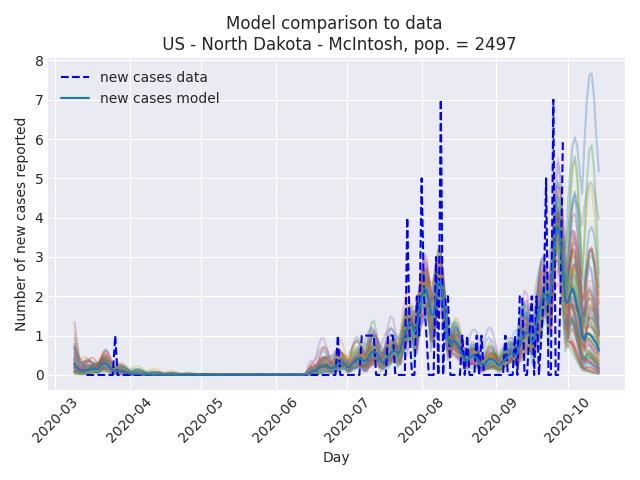 Model comparison to data
US - North Dakota - McIntosh, pop. = 2497
new cases data
new cases model
Number of new cases reported
8
7
6
5
4
3
2
1
0
2020-03
2020-04
2020-05
2020-06
2020-07
2020-08
2020-09
2020-10
Day